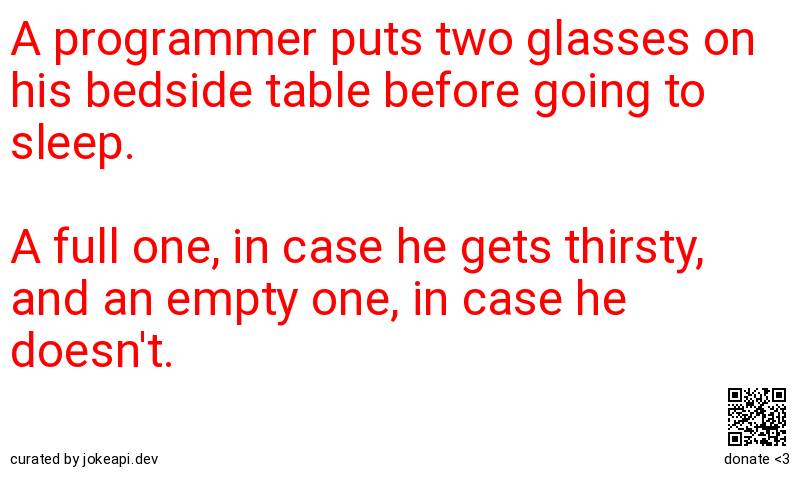 A programmer puts two glasses on
his bedside table before going to
sleep.
A full one, in case he gets thirsty,
and an empty one, in case he
doesn't.
curated by jokeapi.dev
donate <3